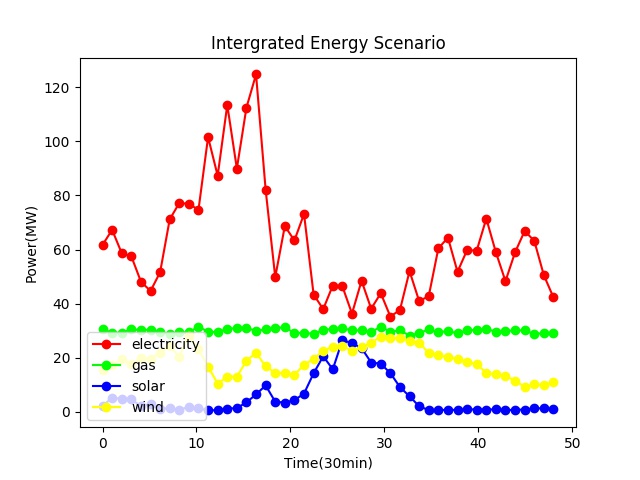 Intergrated Energy Scenario
Power(MW)
120
100
80
60
40
20
0
electricity
gas
solar
wind
0 10 20 30 40 50
Time(30min)